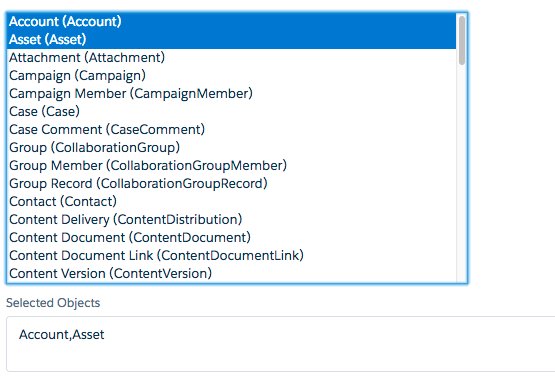 Account (Account)
Asset (Asset)
Attachment (Attachment)
Campaign (Campaign)
Campaign Member (CampaignMember)
Case (Case)
Case Comment (CaseComment)
Group (CollaborationGroup)
Group Member (CollaborationGroupMember)
Group Record (CollaborationGroupRecord)
Contact (Contact)
Content Delivery (ContentDistribution)
Content Document (ContentDocument)
Content Document Link (ContentDocumentLink)
Content Version (ContentVersion)
Selected Objects
Account,Asset